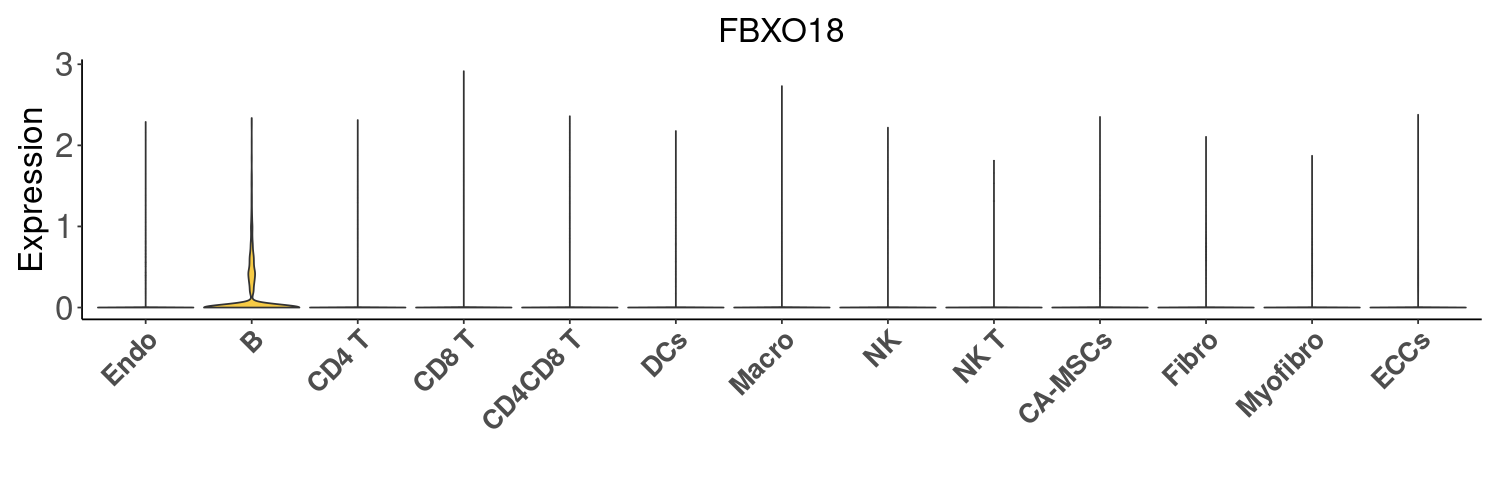 FBXO18
Expression
3
2
1
0
Endo
B
CD4 T
CD8 T
CD4CD8 T
DCs
Macro
NK
NK T
CA-MSCs
Fibro
Myofibro
ECCs